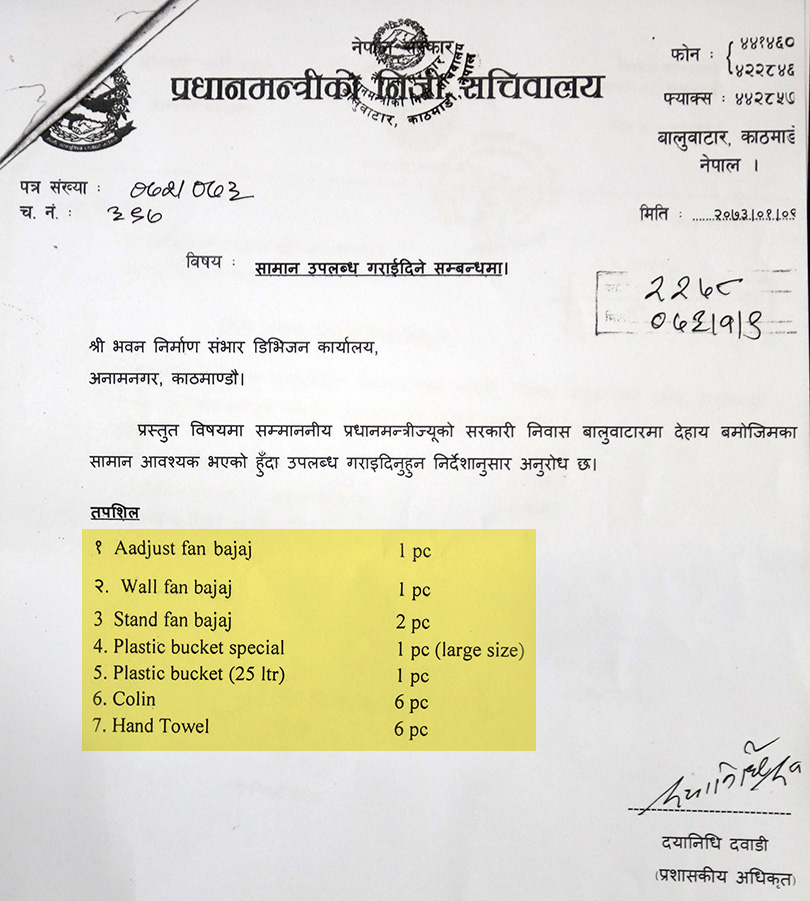 नेपाल सरकार
प्रधानमन्त्रीको निजी सचिवालय
बालुवाटार, काठमाडौं, नेपाल
फोन : ४४१४६०
४२२८४६
फ्याक्स : ४४२८५७
बालुवाटार, काठमाडं
नेपाल ।
पत्र संख्या : ०७२/०७३
च. नं. : ३९७
मिति : ......२०७३/०१/०९
विषय : सामान उपलब्ध गराईदिने सम्बन्धमा।
२२५८
०७३/१/९
श्री भवन निर्माण संभार डिभिजन कार्यालय,
अनामनगर, काठमाण्डौ।
प्रस्तुत विषयमा सम्माननीय प्रधानमन्त्रीज्यूको सरकारी निवास बालुवाटारमा देहाय बमोजिमका
सामान आवश्यक भएको हुँदा उपलब्ध गराइदिनुहुन निर्देशानुसार अनुरोध छ।
तपशिल
१ Aadjust fan bajaj 1 pc
२. Wall fan bajaj 1 pc
3 Stand fan bajaj 2 pc
4. Plastic bucket special 1 pc (large size)
5. Plastic bucket (25 ltr) 1 pc
6. Colin 6 pc
7. Hand Towel 6 pc
दयानिधि दवाडी
(प्रशासकीय अधिकृत)